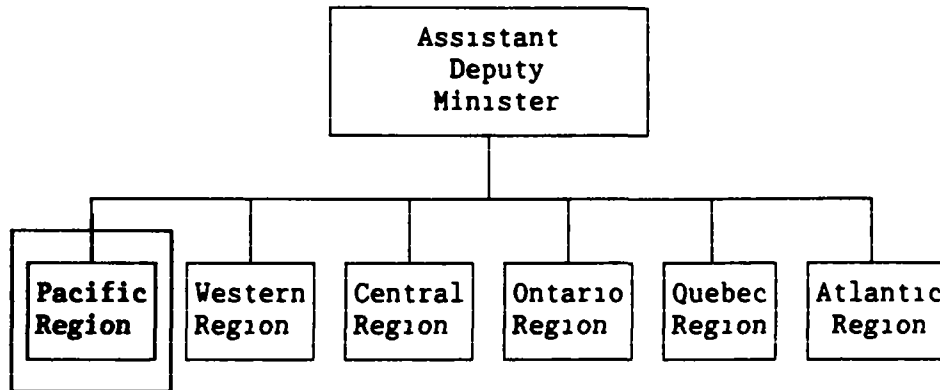 Assistant
Deputy
Minister
Pacific
Region
Western
Region
Central
Region
Ontario
Region
Quebec
Region
Atlantic
Region